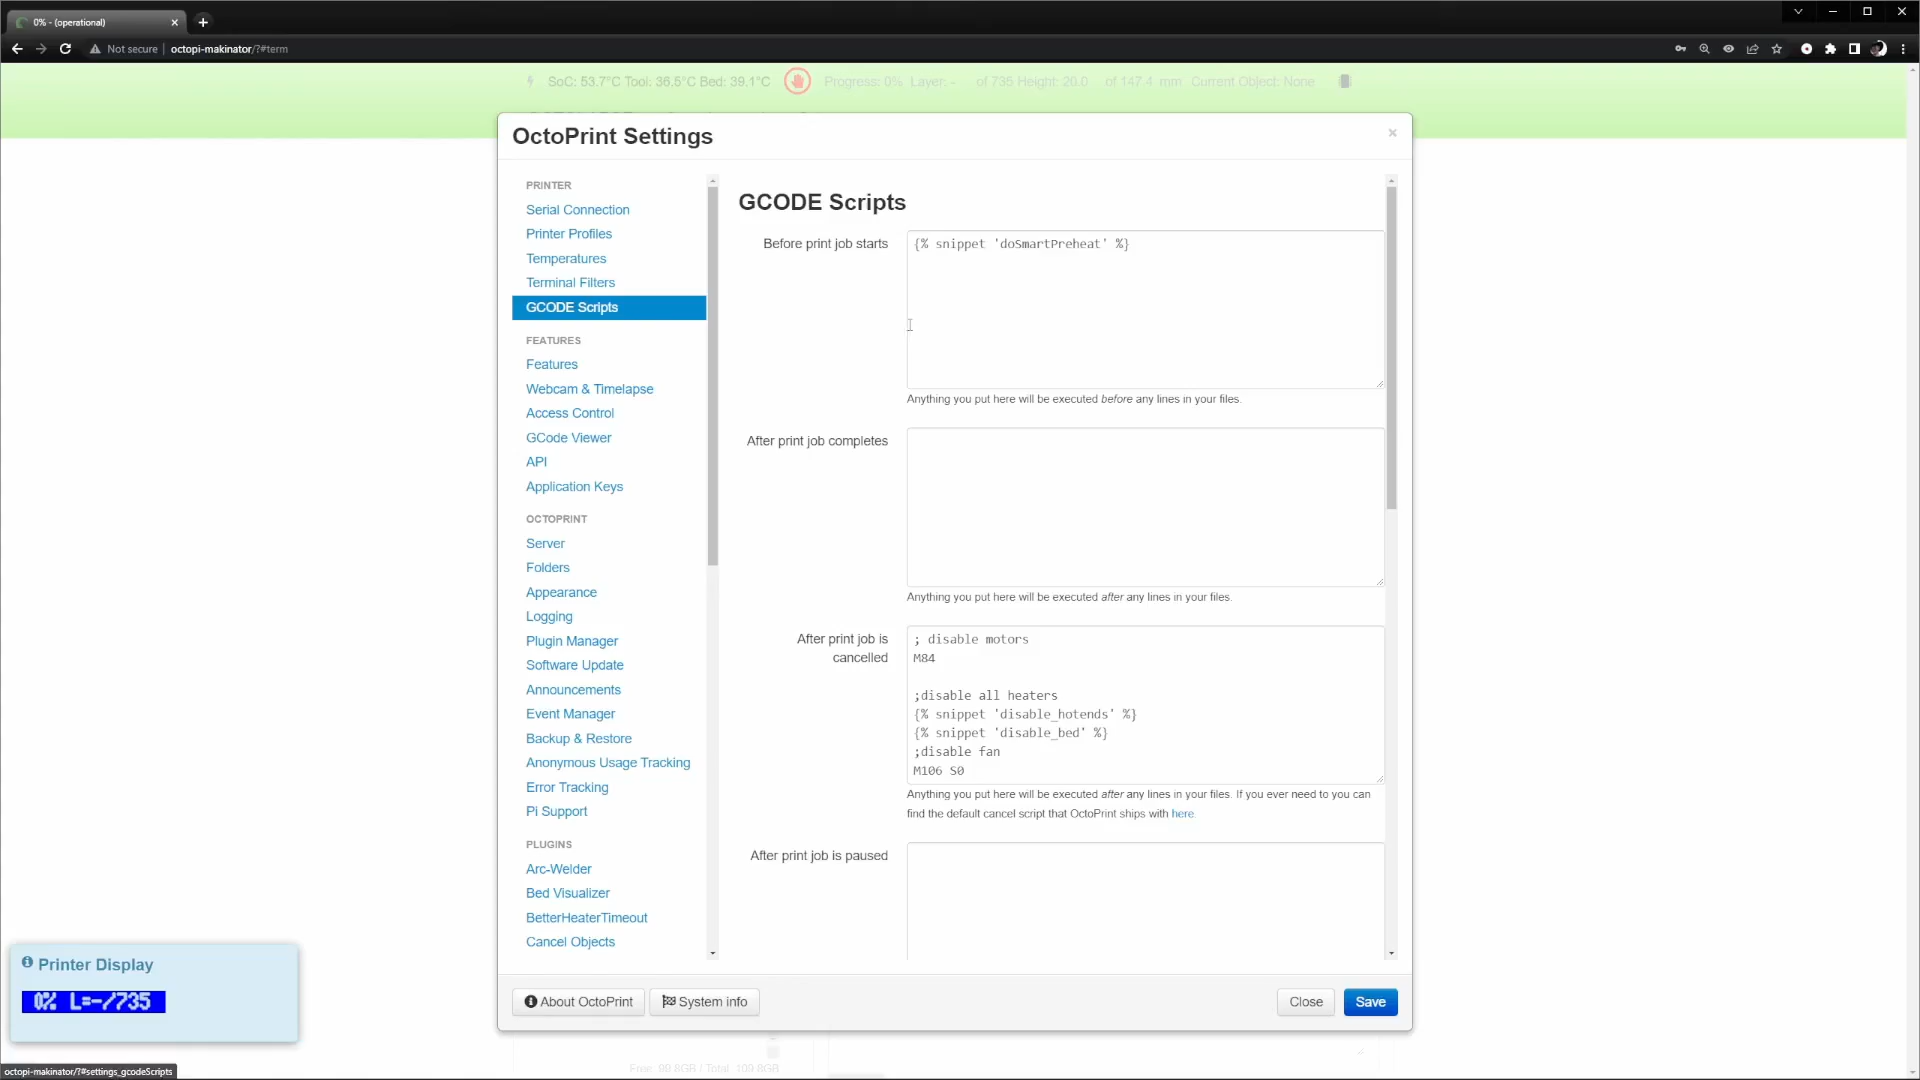 0% - (operational)
Not secure
octopi-makinator/?#term
SoC: 53.7°C Tool: 36.5°C Bed: 39.1°C
Progress: 0% Layer: - of 735 Height: 20.0 of 147.4 mm Current Object: None
OctoPrint Settings
×
PRINTER
Serial Connection
Printer Profiles
Temperatures
Terminal Filters
GCODE Scripts
FEATURES
Features
Webcam & Timelapse
Access Control
GCode Viewer
API
Application Keys
OCTOPRINT
Server
Folders
Appearance
Logging
Plugin Manager
Software Update
Announcements
Event Manager
Backup & Restore
Anonymous Usage Tracking
Error Tracking
Pi Support
PLUGINS
Arc-Welder
Bed Visualizer
BetterHeaterTimeout
Cancel Objects
GCODE Scripts
Before print job starts
{% snippet 'doSmartPreheat' %}
Anything you put here will be executed before any lines in your files.
After print job completes
Anything you put here will be executed after any lines in your files.
After print job is
cancelled
; disable motors
M84
;disable all heaters
{% snippet 'disable_hotends' %}
{% snippet 'disable_bed' %}
;disable fan
M106 S0
Anything you put here will be executed after any lines in your files. If you ever need to you can
find the default cancel script that OctoPrint ships with here.
After print job is paused
About OctoPrint
System info
Close
Save
Printer Display
0% L=-/735
Free: 99.8GB / Total: 109.8GB
octopi-makinator/?#settings_gcodeScripts